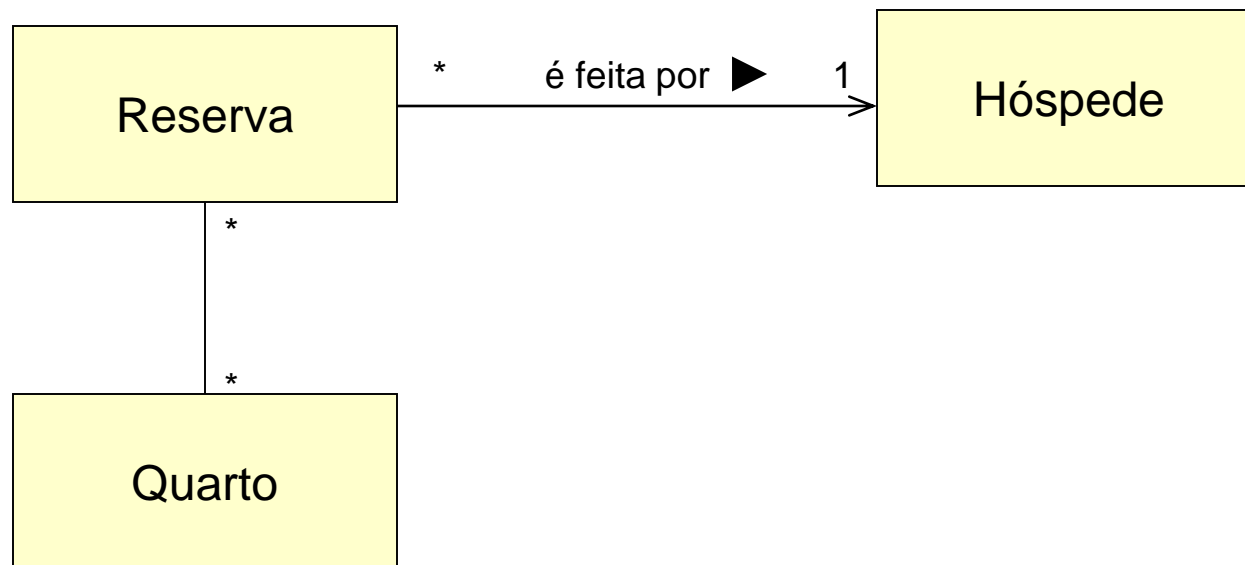 Reserva
* é feita por ► 1
Hóspede
*
*
Quarto